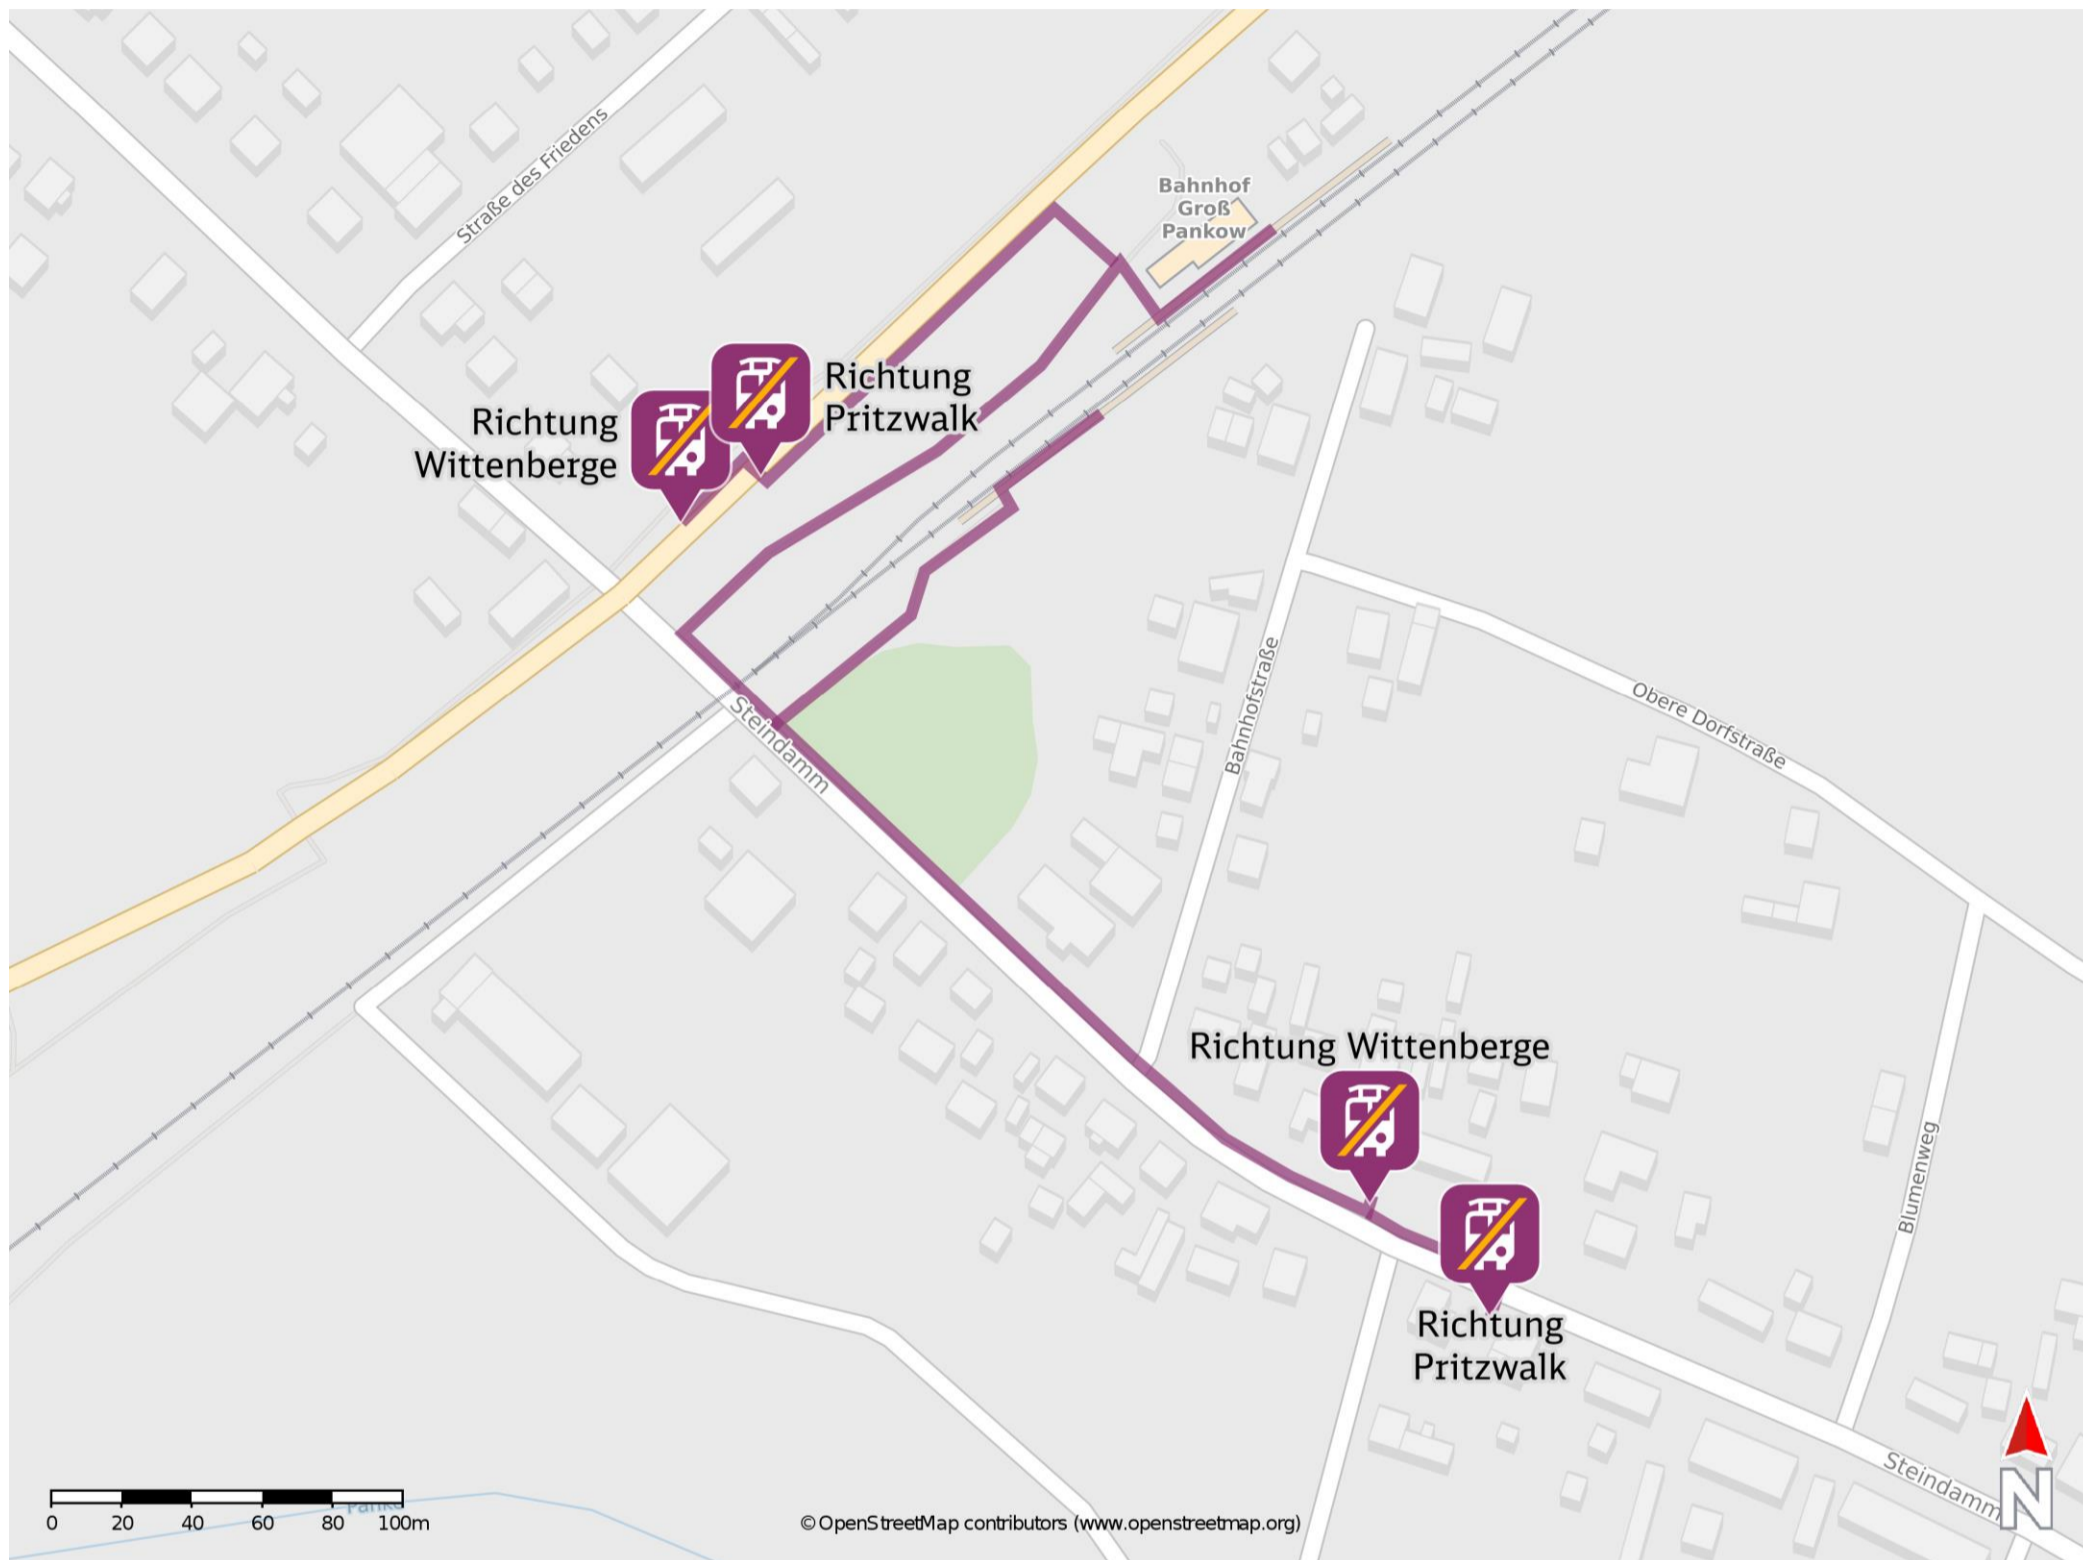 Straße des Friedens
Bahnhof
Groß
Pankow
Richtung
Pritzwalk
Richtung
Wittenberge
Steindamm
Bahnhofstraße
Obere Dorfstraße
Richtung Wittenberge
Blumenweg
Richtung
Pritzwalk
Steindamm
N
0 20 40 60 80 100m
© OpenStreetMap contributors (www.openstreetmap.org)